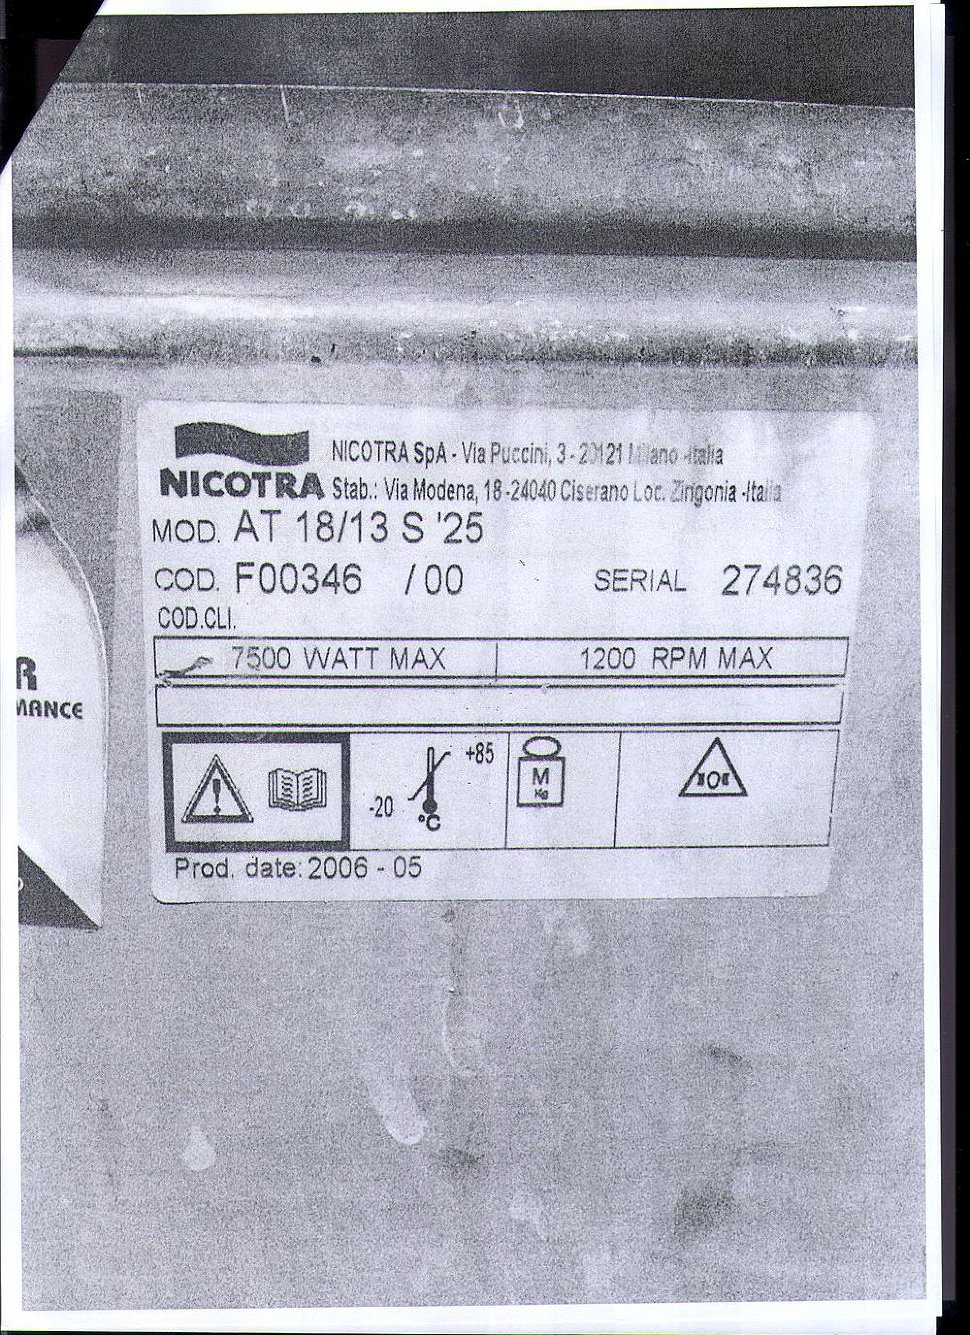 NICOTRA SpA - Via Puccini, 3 - 20121 Milano -Italia
NICOTRA Stab.: Via Modena, 18 -24040 Ciserano Loc. Zingonia -Italia
MOD. AT 18/13 S '25
COD. F00346 /00 SERIAL 274836
COD.CLI.
7500 WATT MAX 1200 RPM MAX
R
MANCE
-20 +85 °C
M
Kg
Prod. date: 2006 - 05